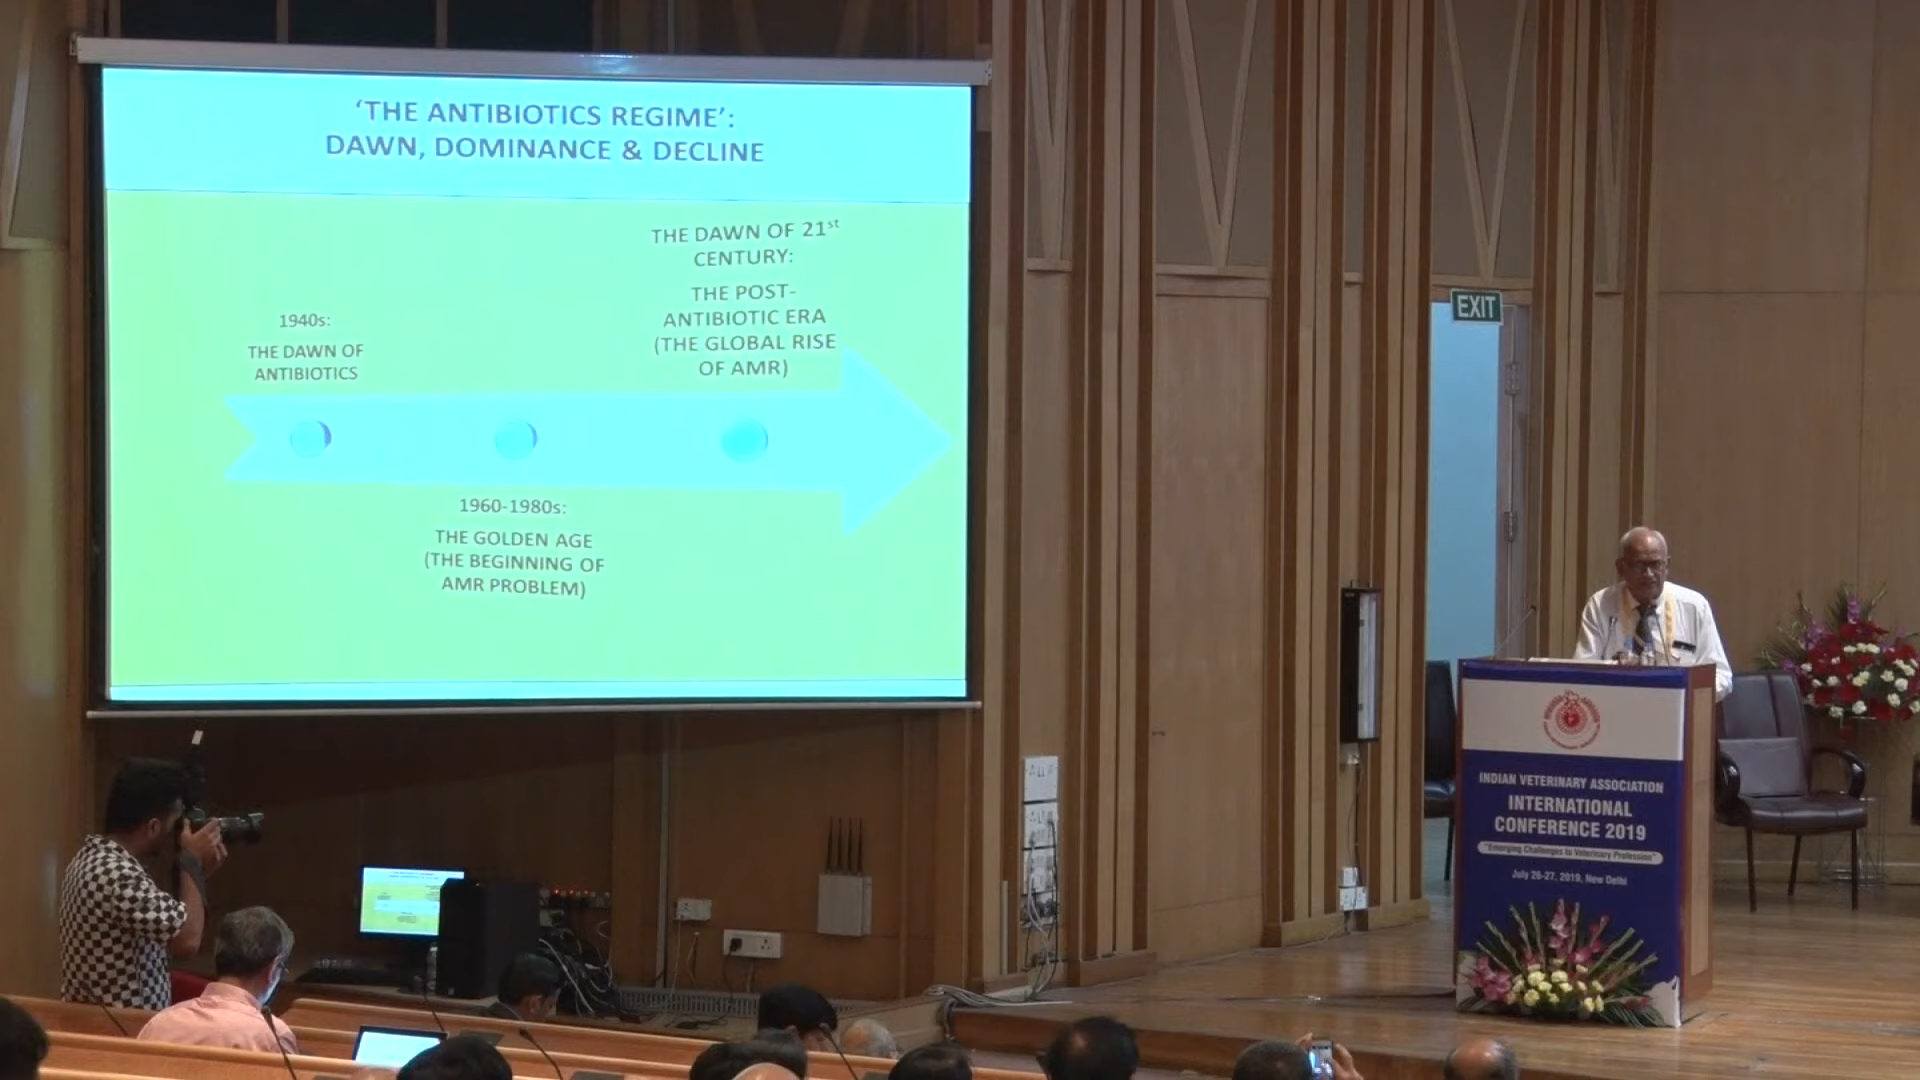 ‘THE ANTIBIOTICS REGIME’:
DAWN, DOMINANCE & DECLINE
1940s:
THE DAWN OF
ANTIBIOTICS
1960-1980s:
THE GOLDEN AGE
(THE BEGINNING OF
AMR PROBLEM)
THE DAWN OF 21st
CENTURY:
THE POST-
ANTIBIOTIC ERA
(THE GLOBAL RISE
OF AMR)
EXIT
INDIAN VETERINARY ASSOCIATION
INTERNATIONAL
CONFERENCE 2019
"Emerging Challenges to Veterinary Profession"
July 26-27, 2019, New Delhi